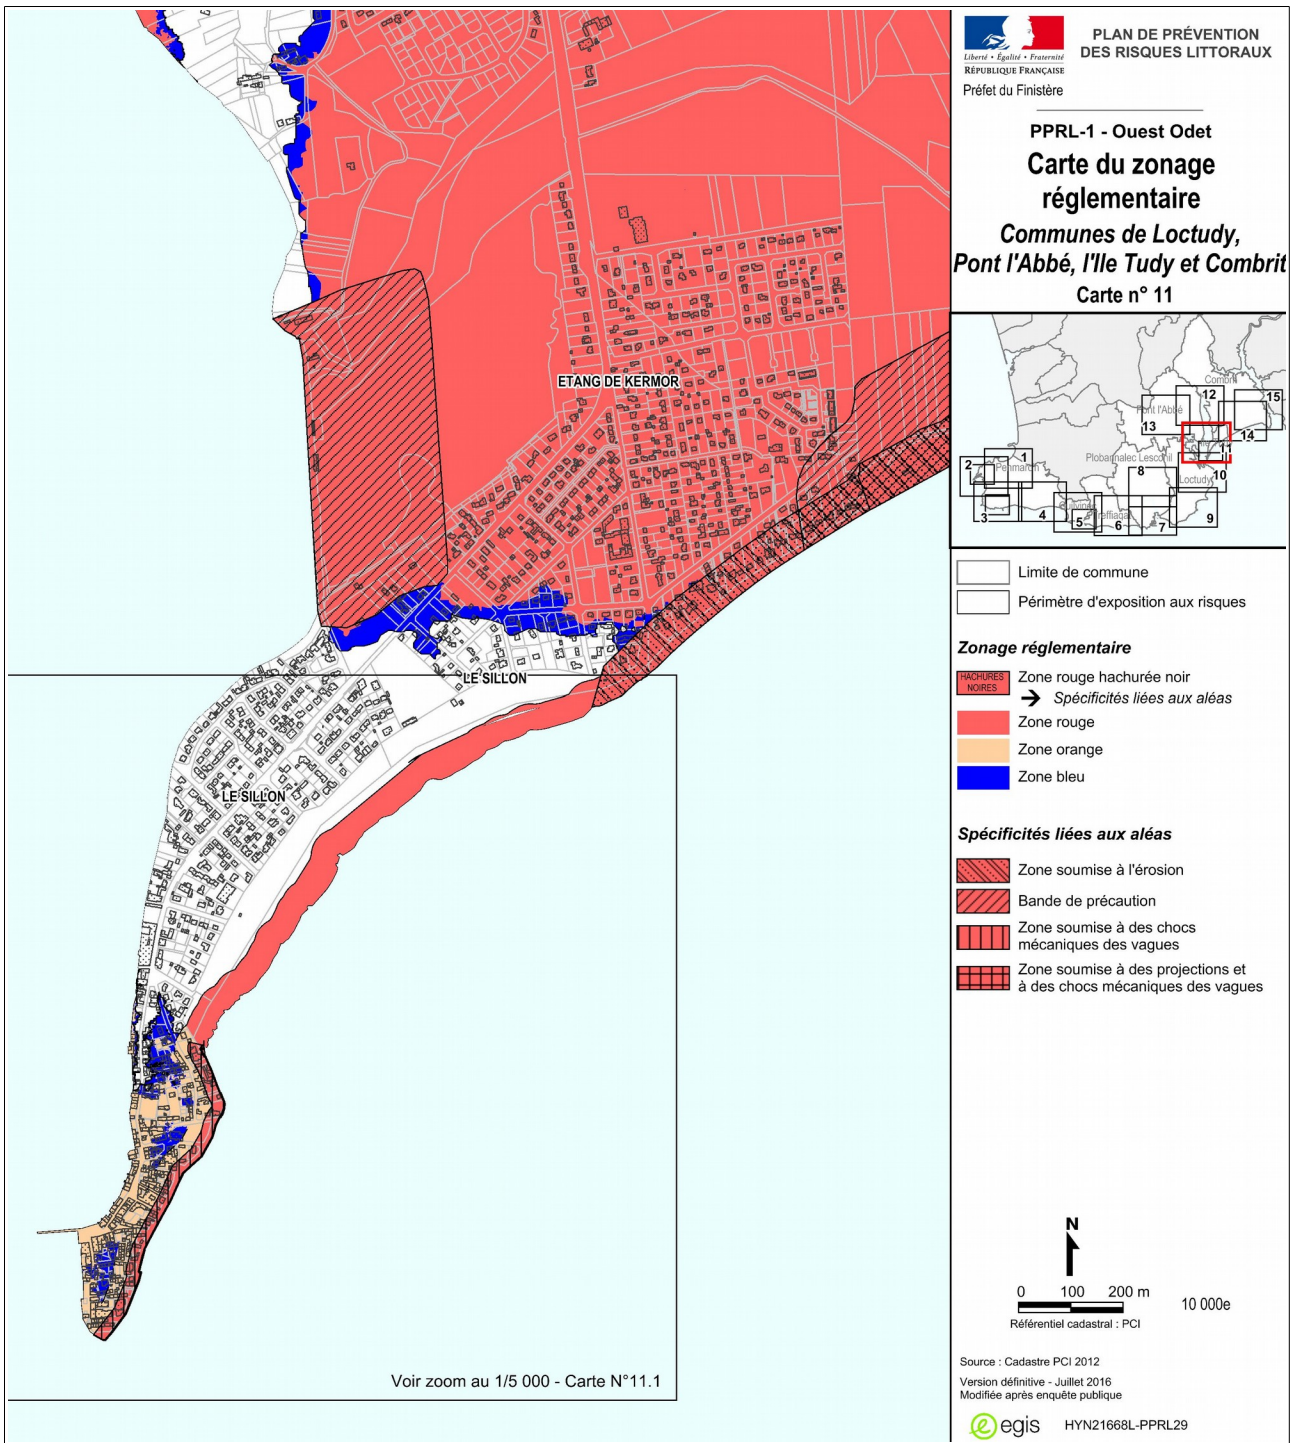 Liberté • Égalité • Fraternité
RÉPUBLIQUE FRANÇAISE
Préfet du Finistère
PLAN DE PRÉVENTION
DES RISQUES LITTORAUX
PPRL-1 - Ouest Odet
Carte du zonage
réglementaire
Communes de Loctudy,
Pont l'Abbé, l'Ile Tudy et Combrit
Carte n° 11
Combrit
12
15
Pont l'Abbé
13
14
11
Plobannalec Lesconil
1
2
Penmarch
8
10
Loctudy
3
4
5
Treffiagat
6
7
9
Limite de commune
Périmètre d'exposition aux risques
Zonage réglementaire
HACHURES
NOIRES
Zone rouge hachurée noir
➔ Spécificités liées aux aléas
Zone rouge
Zone orange
Zone bleu
Spécificités liées aux aléas
Zone soumise à l'érosion
Bande de précaution
Zone soumise à des chocs
mécaniques des vagues
Zone soumise à des projections et
à des chocs mécaniques des vagues
N
0 100 200 m
10 000e
Référentiel cadastral : PCI
Source : Cadastre PCI 2012
Version définitive - Juillet 2016
Modifiée après enquête publique
egis
HYN21668L-PPRL29
ETANG DE KERMOR
LE SILLON
LE SILLON
Voir zoom au 1/5 000 - Carte N°11.1